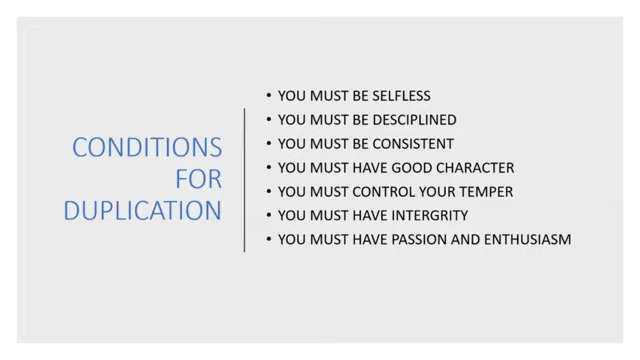 CONDITIONS
FOR
DUPLICATION
• YOU MUST BE SELFLESS
• YOU MUST BE DESCIPLINED
• YOU MUST BE CONSISTENT
• YOU MUST HAVE GOOD CHARACTER
• YOU MUST CONTROL YOUR TEMPER
• YOU MUST HAVE INTERGRITY
• YOU MUST HAVE PASSION AND ENTHUSIASM